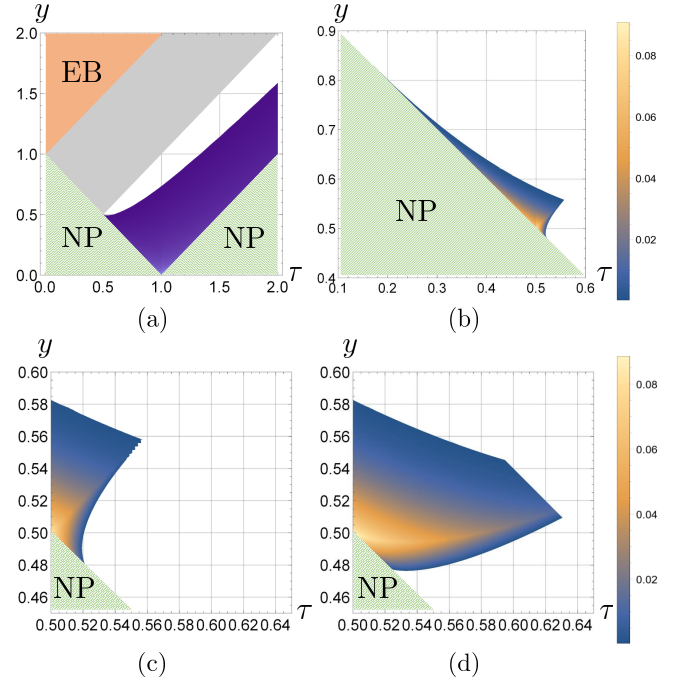 y
2.0
1.5
1.0
0.5
0.0
0.0 0.5 1.0 1.5 2.0 τ
EB
NP NP
(a)
y
0.9
0.8
0.7
0.6
0.5
0.4
0.1 0.2 0.3 0.4 0.5 0.6 τ
NP
(b)
0.08
0.06
0.04
0.02
y
0.60
0.58
0.56
0.54
0.52
0.50
0.48
0.46
0.50 0.52 0.54 0.56 0.58 0.60 0.62 0.64 τ
NP
(c)
y
0.60
0.58
0.56
0.54
0.52
0.50
0.48
0.46
0.50 0.52 0.54 0.56 0.58 0.60 0.62 0.64 τ
NP
(d)
0.08
0.06
0.04
0.02